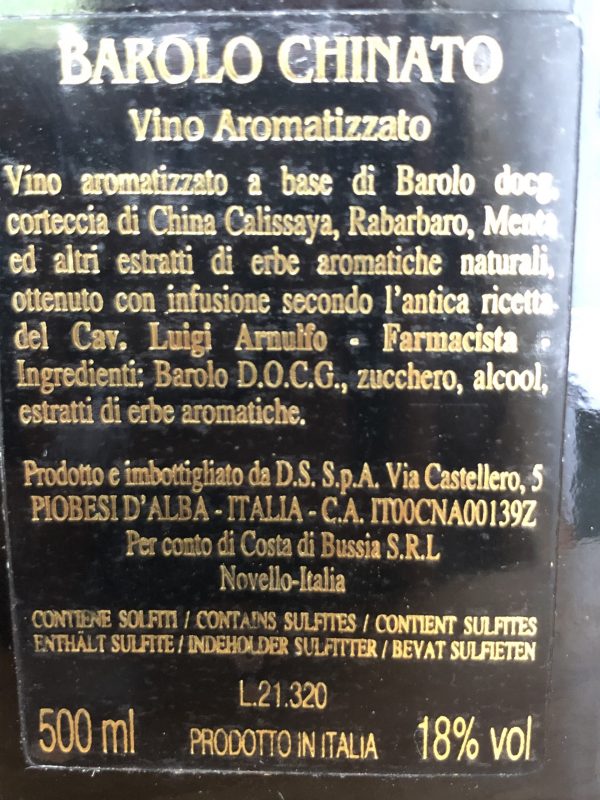 BAROLO CHINATO
Vino Aromatizzato
Vino aromatizzato a base di Barolo docg,
corteccia di China Calissaya, Rabarbaro, Menta
ed altri estratti di erbe aromatiche naturali,
ottenuto con infusione secondo l'antica ricetta
del Cav. Luigi Arnulfo - Farmacista -
Ingredienti: Barolo D.O.C.G., zucchero, alcool,
estratti di erbe aromatiche.
Prodotto e imbottigliato da D.S. S.p.A. Via Castellero, 5
PIOBESI D'ALBA - ITALIA - C.A. IT00CNA00139Z
Per conto di Costa di Bussia S.R.L
Novello-Italia
CONTIENE SOLFITI / CONTAINS SULFITES / CONTIENT SULFITES
ENTHÄLT SULFITE / INDEHOLDER SULFITTER / BEVAT SULFIETEN
L.21.320
500 ml PRODOTTO IN ITALIA 18% vol